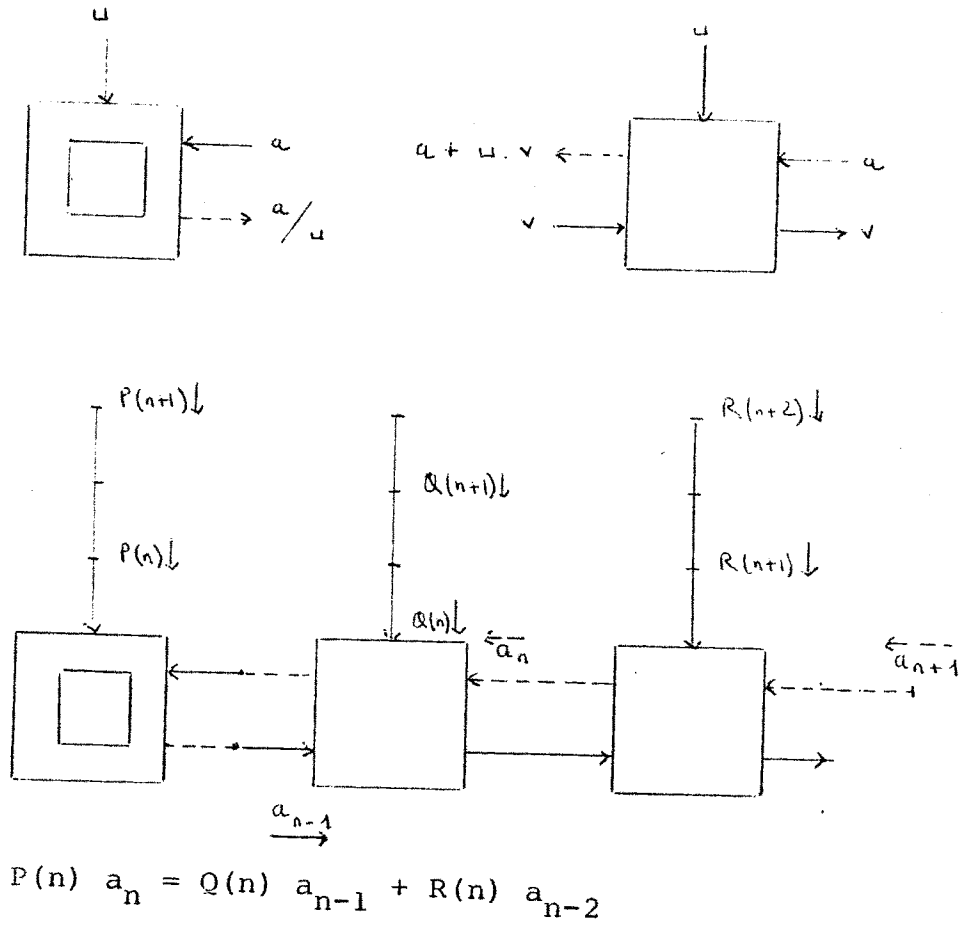 u
u
a
a + u . v
a
a/u
v
v
P(n+1)↓
R(n+2)↓
Q(n+1)↓
P(n)↓
R(n+1)↓
Q(n)↓
a_n
a_{n+1}
a_{n-1}
P(n) a_n = Q(n) a_{n-1} + R(n) a_{n-2}